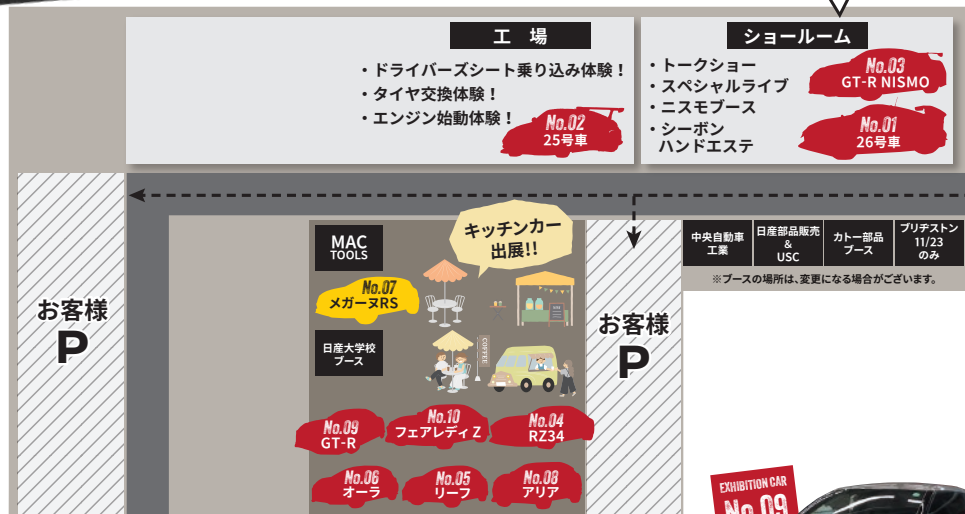 工 場
・ドライバーズシート乗り込み体験！
・タイヤ交換体験！
・エンジン始動体験！
No.02
25号車
ショールーム
・トークショー
・スペシャルライブ
・ニスモブース
・シーボン
ハンドエステ
No.03
GT-R NISMO
No.01
26号車
お客様
P
MAC
TOOLS
キッチンカー
出展!!
No.07
メガーヌRS
日産大学校
ブース
COFFEE
No.09
GT-R
No.10
フェアレディ Z
No.04
RZ34
No.06
オーラ
No.05
リーフ
No.08
アリア
お客様
P
中央自動車
工業
日産部品販売
&
USC
カトー部品
ブース
ブリヂストン
11/23
のみ
※ブースの場所は、変更になる場合がございます。
EXHIBITION CAR
No.09